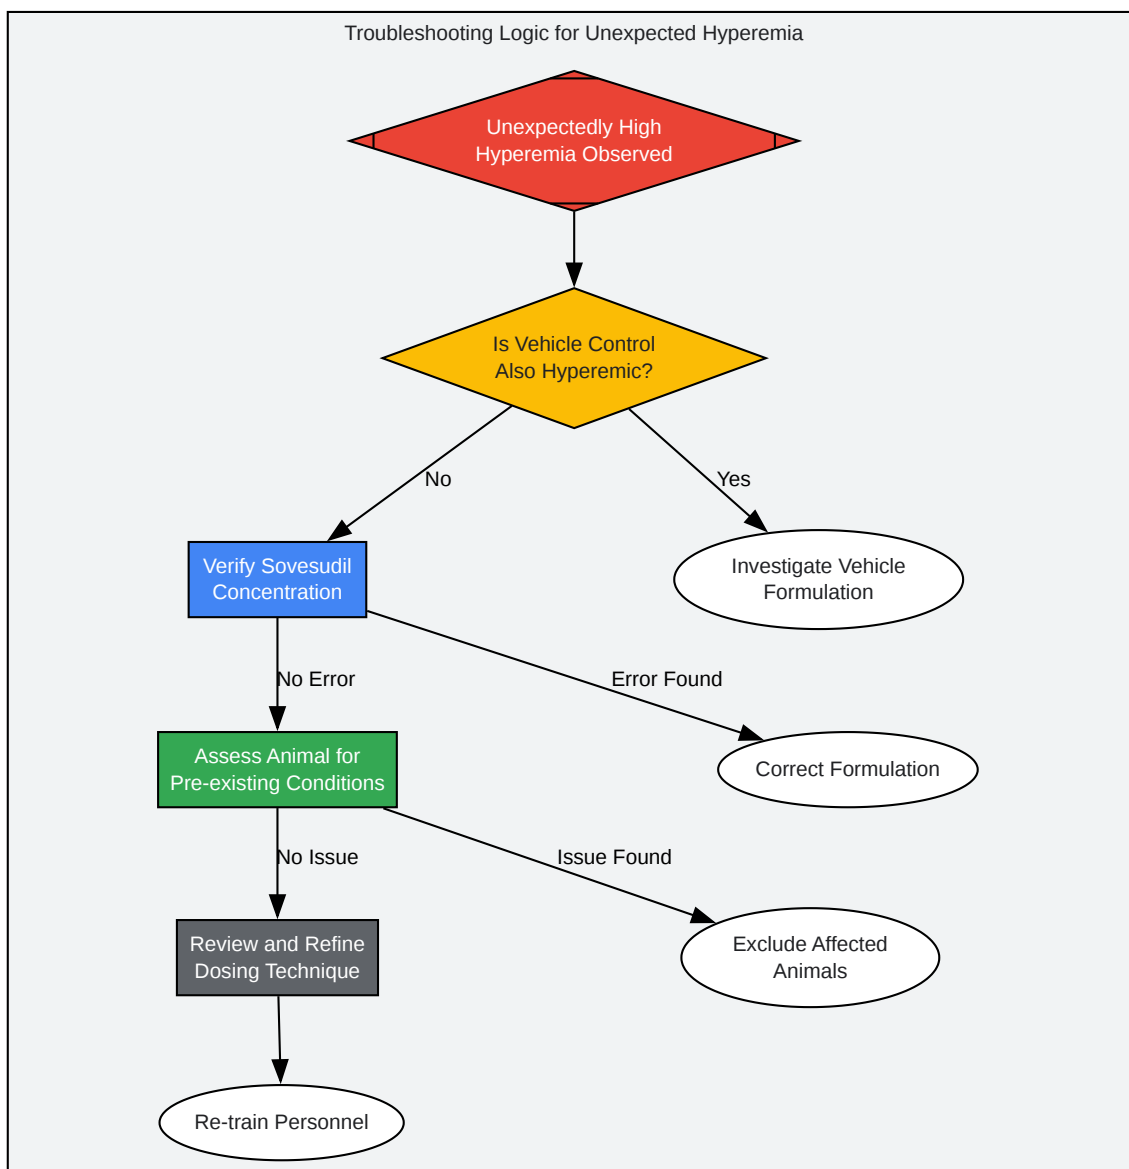 Troubleshooting Logic for Unexpected Hyperemia
Unexpectedly High
Hyperemia Observed
Is Vehicle Control
Also Hyperemic?
No
Yes
Verify Sovesudil
Concentration
Investigate Vehicle
Formulation
No Error
Error Found
Assess Animal for
Pre-existing Conditions
Correct Formulation
No Issue
Issue Found
Review and Refine
Dosing Technique
Exclude Affected
Animals
Re-train Personnel